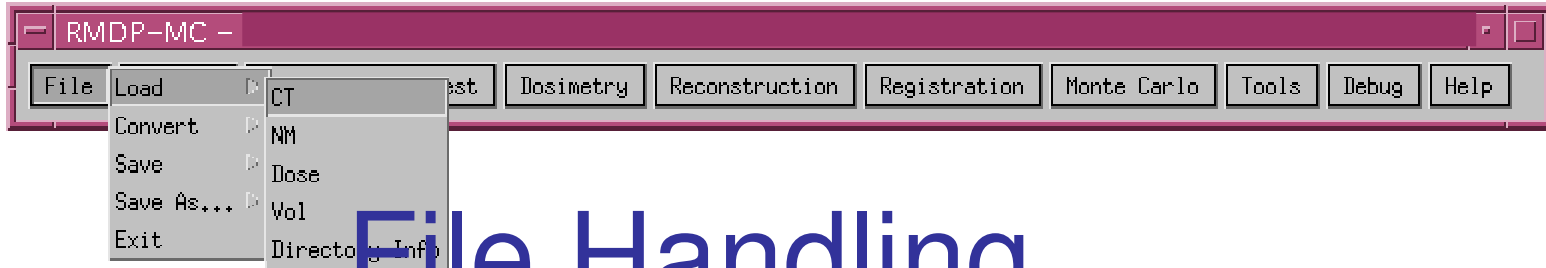 RMDP-MC -
File est Dosimetry Reconstruction Registration Monte Carlo Tools Debug Help
Load CT
Convert NM
Save Dose
Save As... Vol
Exit Directory Info
File Handling